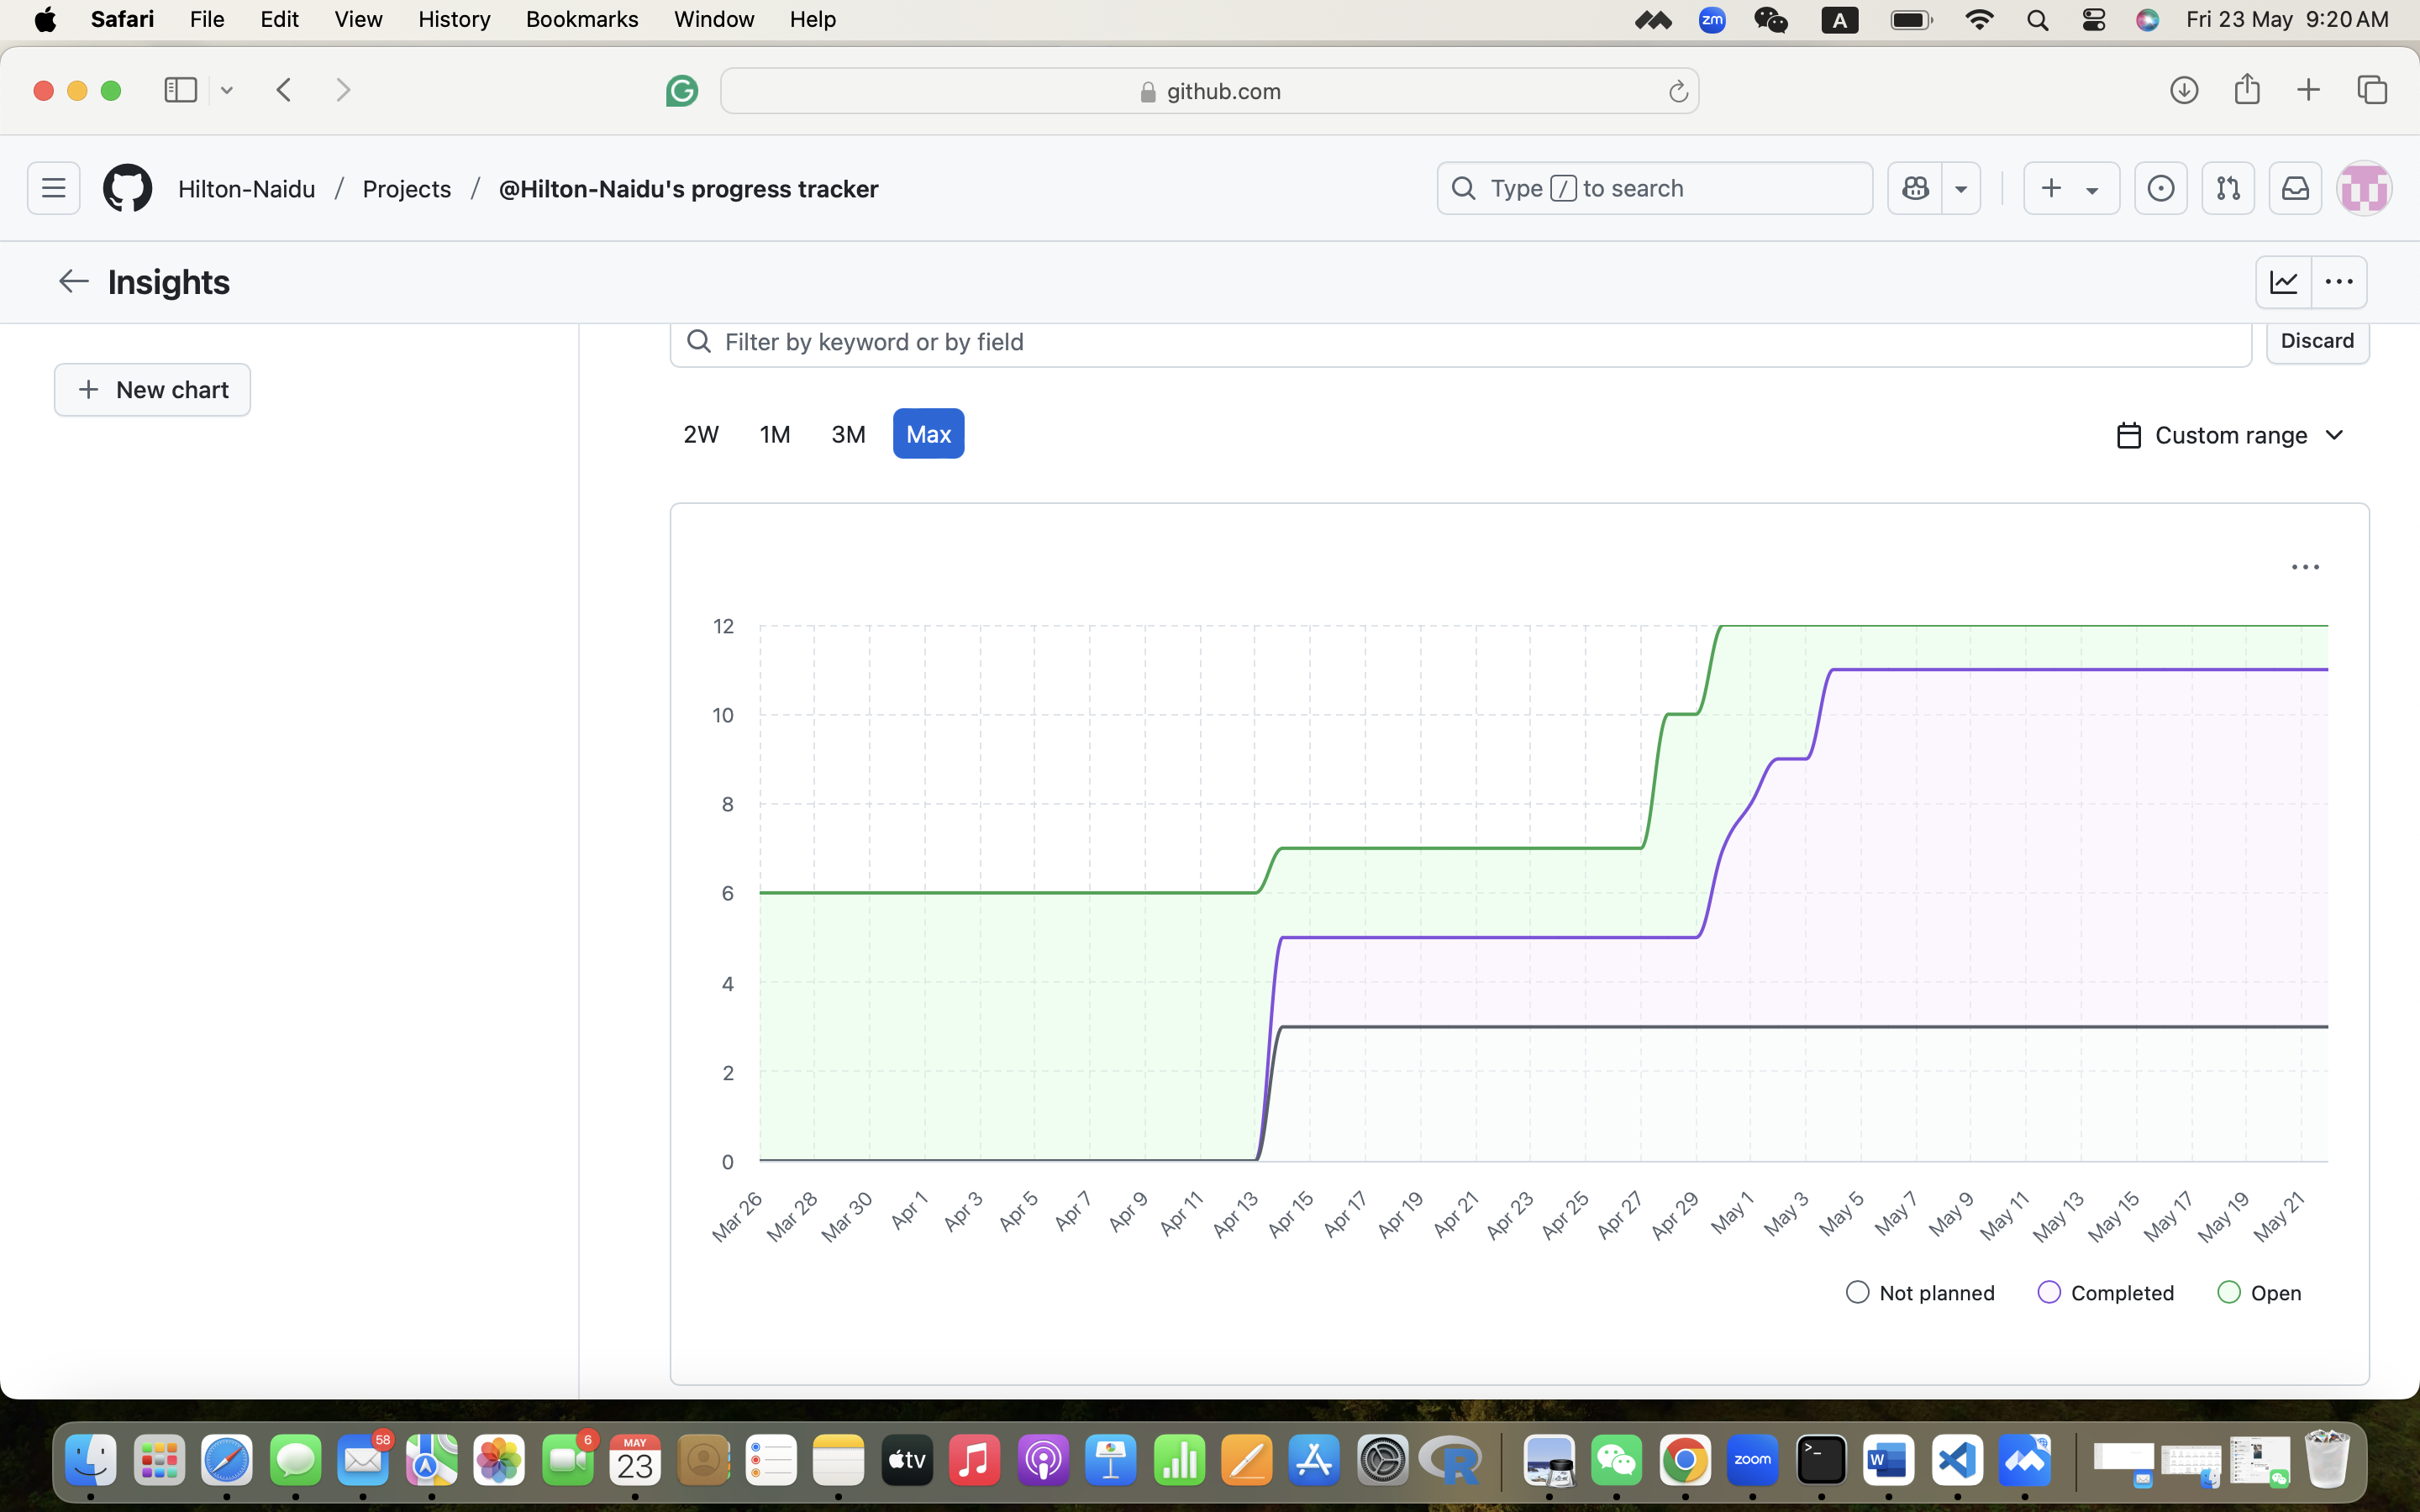 Safari File Edit View History Bookmarks Window Help zm A Fri 23 May 9:20 AM
github.com
Hilton-Naidu / Projects / @Hilton-Naidu's progress tracker Type / to search
Insights
Filter by keyword or by field Discard
New chart
2W 1M 3M Max Custom range
12
10
8
6
4
2
0
Mar 26 Mar 28 Mar 30 Apr 1 Apr 3 Apr 5 Apr 7 Apr 9 Apr 11 Apr 13 Apr 15 Apr 17 Apr 19 Apr 21 Apr 23 Apr 25 Apr 27 Apr 29 May 1 May 3 May 5 May 7 May 9 May 11 May 13 May 15 May 17 May 19 May 21
Not planned Completed Open
58 6 MAY 23 tv R zoom >_ W